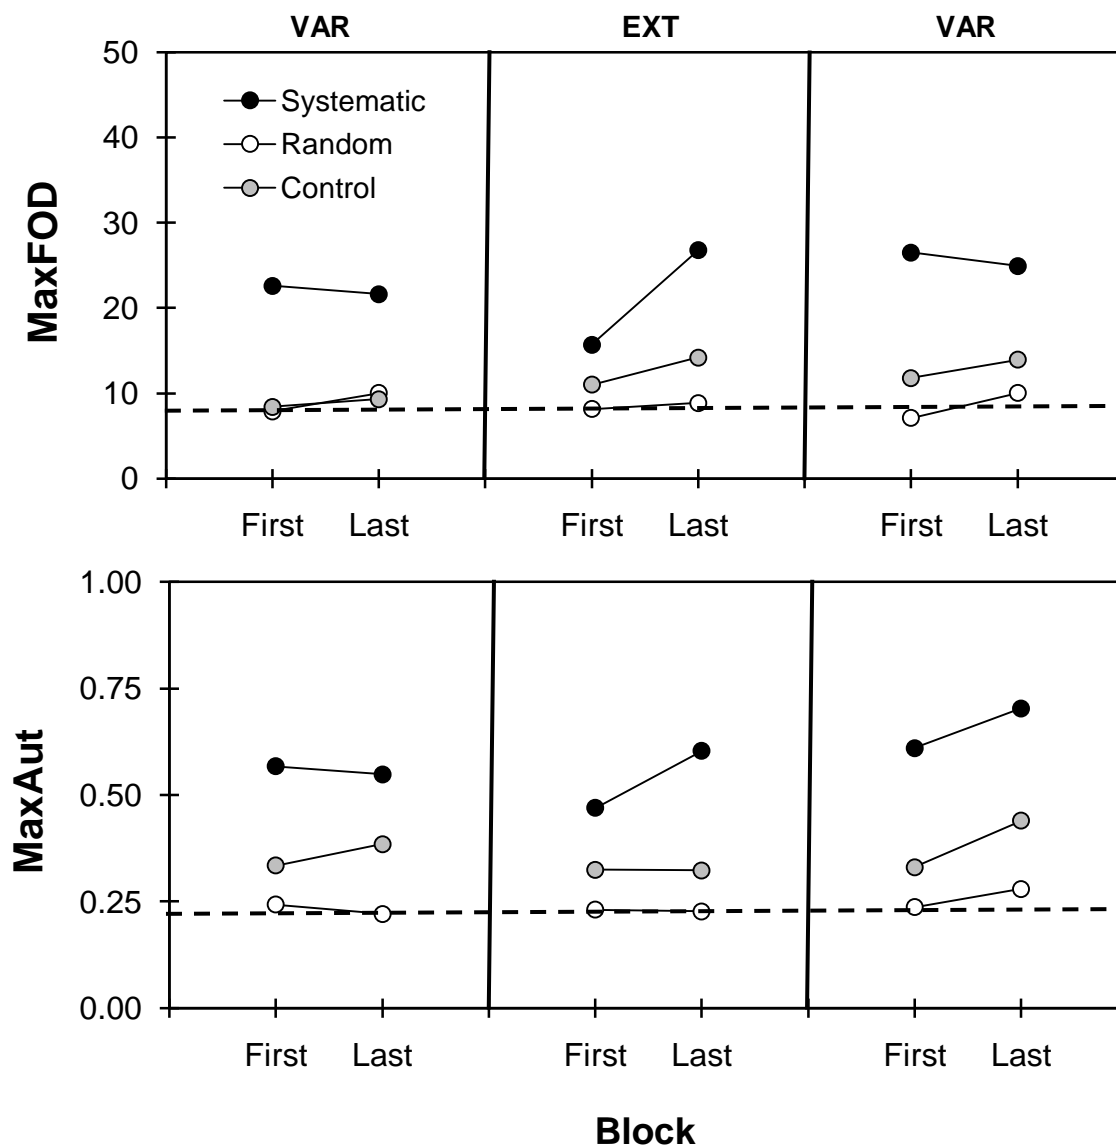 VAR EXT VAR
MaxFOD
50
40
30
20
10
0
Systematic
Random
Control
First Last First Last First Last
MaxAut
1.00
0.75
0.50
0.25
0.00
First Last First Last First Last
Block